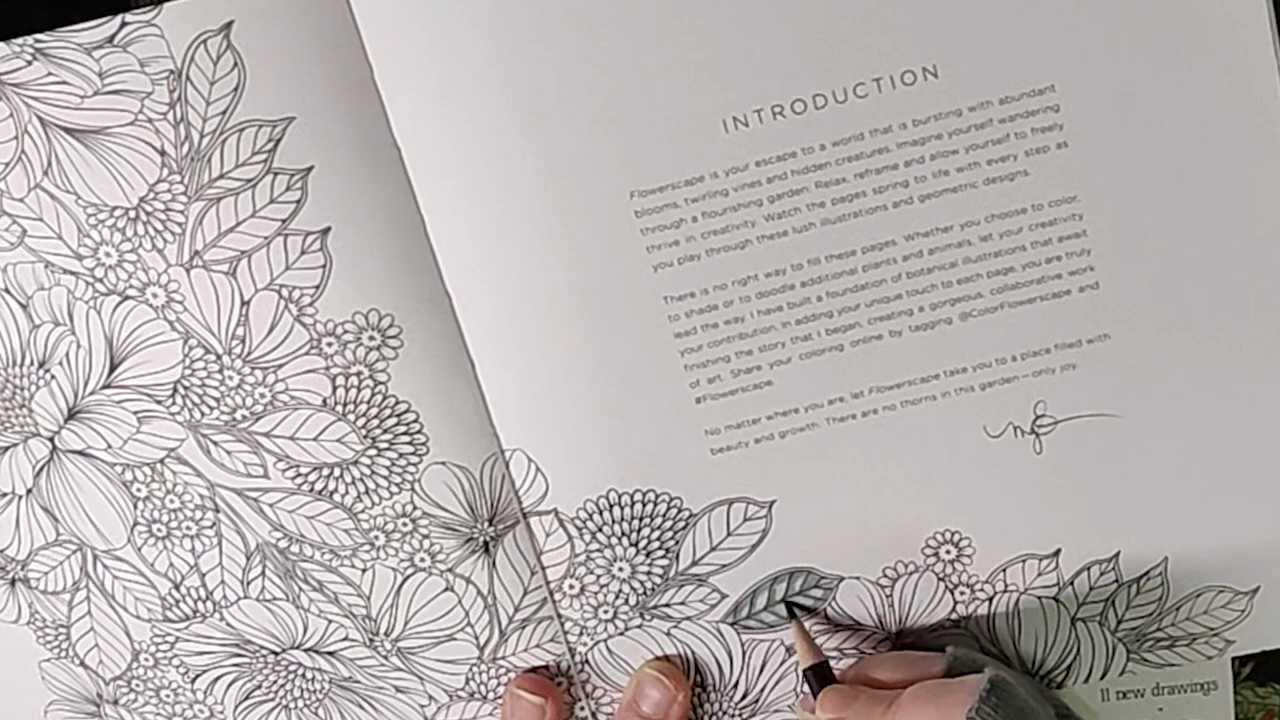 INTRODUCTION
Flowerscape is your escape to a world that is bursting with abundant
blooms, twirling vines and hidden creatures. Imagine yourself wandering
through a flourishing garden: Relax, reframe and allow yourself to freely
thrive in creativity. Watch the pages spring to life with every step as
you play through these lush illustrations and geometric designs.
There is no right way to fill these pages. Whether you choose to color,
to shade or to doodle additional plants and animals, let your creativity
lead the way. I have built a foundation of botanical illustrations that await
your contribution. In adding your unique touch to each page, you are truly
finishing the story that I began, creating a gorgeous, collaborative work
of art. Share your coloring online by tagging @ColorFlowerscape and
#Flowerscape.
No matter where you are, let Flowerscape take you to a place filled with
beauty and growth. There are no thorns in this garden—only joy.
11 new drawings